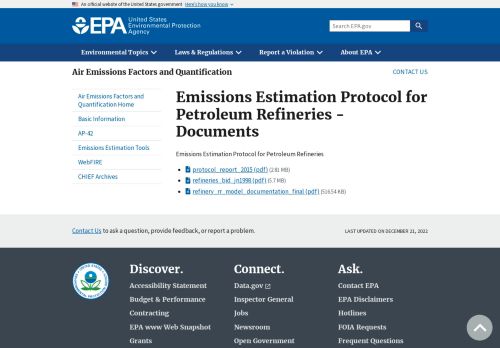 An official website of the United States government Here's how you know
EPA United States
Environmental Protection
Agency
Search EPA.gov
Environmental Topics Laws & Regulations Report a Violation About EPA
Air Emissions Factors and Quantification CONTACT US
Air Emissions Factors and
Quantification Home
Basic Information
AP-42
Emissions Estimation Tools
WebFIRE
CHIEF Archives
Emissions Estimation Protocol for
Petroleum Refineries -
Documents
Emissions Estimation Protocol for Petroleum Refineries
protocol_report_2015 (pdf) (2.81 MB)
refineries_bid_jn1998 (pdf) (5.7 MB)
refinery_rr_model_documentation_final (pdf) (516.54 KB)
Contact Us to ask a question, provide feedback, or report a problem. LAST UPDATED ON DECEMBER 21, 2022
Discover.
Accessibility Statement
Budget & Performance
Contracting
EPA www Web Snapshot
Grants
Connect.
Data.gov
Inspector General
Jobs
Newsroom
Open Government
Ask.
Contact EPA
EPA Disclaimers
Hotlines
FOIA Requests
Frequent Questions